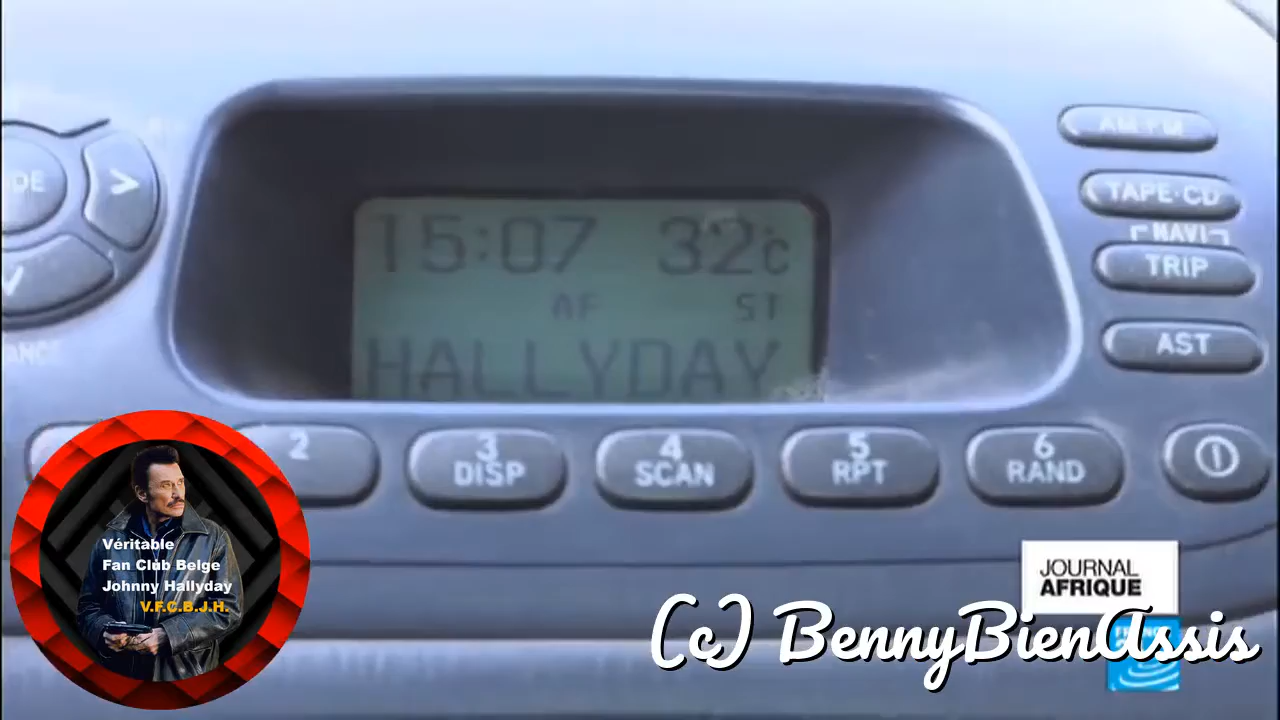 AM·FM
TAPE·CD
NAVI
TRIP
AST
15:07 32°C
AF ST
HALLYDAY
2
3
DISP
4
SCAN
5
RPT
6
RAND
Véritable
Fan Club Belge
Johnny Hallyday
V.F.C.B.J.H.
JOURNAL
AFRIQUE
(c) BennyBienAssis